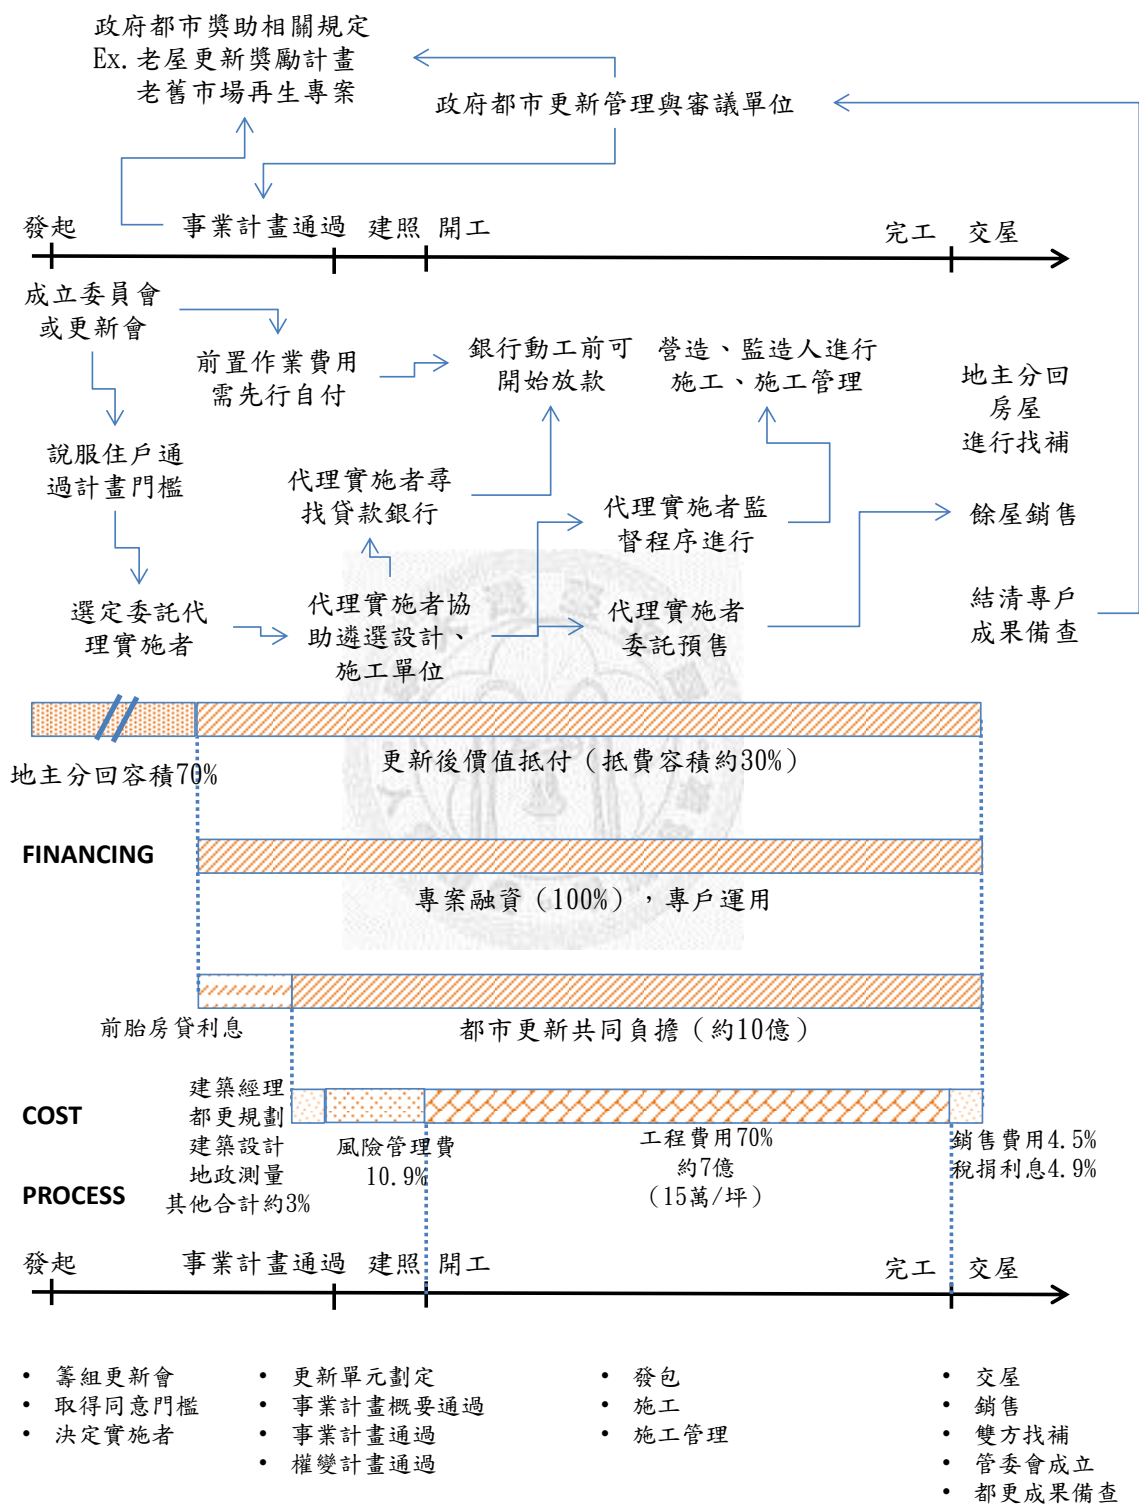 政府都市獎助相關規定
Ex.老屋更新獎勵計畫
老舊市場再生專案
政府都市更新管理與審議單位
發起
事業計畫通過
建照
開工
完工
交屋
成立委員會
或更新會
前置作業費用
需先行自付
銀行動工前可
開始放款
營造、監造人進行
施工、施工管理
地主分回
房屋
進行找補
說服住戶通
過計畫門檻
代理實施者尋
找貸款銀行
代理實施者監
督程序進行
餘屋銷售
選定委託代
理實施者
代理實施者協
助遴選設計、
施工單位
代理實施者
委託預售
結清專戶
成果備查
地主分回容積70%
更新後價值抵付（抵費容積約30%）
FINANCING
專案融資（100%），專戶運用
前胎房貸利息
都市更新共同負擔（約10億）
COST
建築經理
都更規劃
建築設計
地政測量
其他合計約3%
風險管理費
10.9%
工程費用70%
約7億
（15萬/坪）
銷售費用4.5%
稅捐利息4.9%
PROCESS
發起
事業計畫通過
建照
開工
完工
交屋
• 籌組更新會
• 取得同意門檻
• 決定實施者
• 更新單元劃定
• 事業計畫概要通過
• 事業計畫通過
• 權變計畫通過
• 發包
• 施工
• 施工管理
• 交屋
• 銷售
• 雙方找補
• 管委會成立
• 都更成果備查